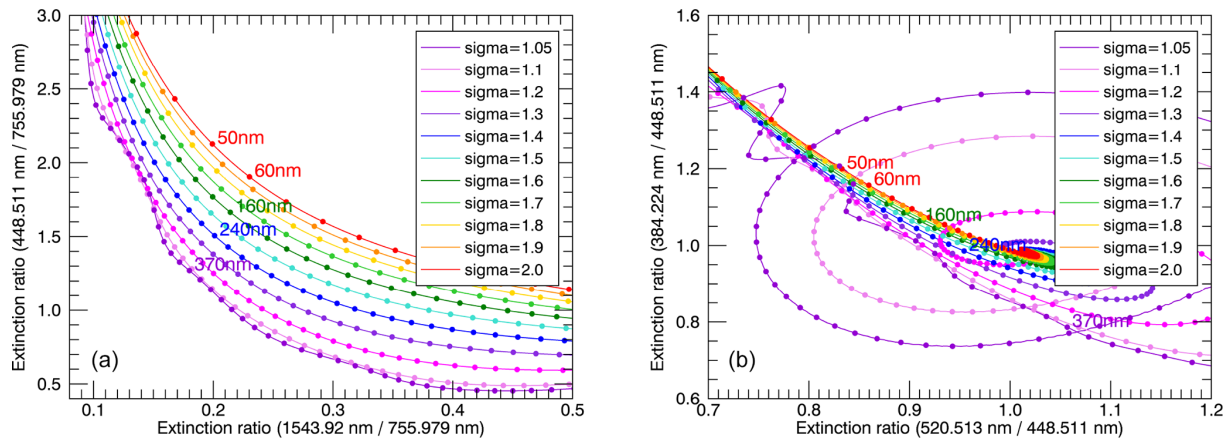 3.0
2.5
2.0
1.5
1.0
0.5
Extinction ratio (448.511 nm / 755.979 nm)
sigma=1.05
sigma=1.1
sigma=1.2
sigma=1.3
sigma=1.4
sigma=1.5
sigma=1.6
sigma=1.7
sigma=1.8
sigma=1.9
sigma=2.0
50nm
60nm
160nm
240nm
370nm
(a)
0.1 0.2 0.3 0.4 0.5
Extinction ratio (1543.92 nm / 755.979 nm)
1.6
1.4
1.2
1.0
0.8
0.6
Extinction ratio (384.224 nm / 448.511 nm)
sigma=1.05
sigma=1.1
sigma=1.2
sigma=1.3
sigma=1.4
sigma=1.5
sigma=1.6
sigma=1.7
sigma=1.8
sigma=1.9
sigma=2.0
50nm
60nm
160nm
240nm
370nm
(b)
0.7 0.8 0.9 1.0 1.1 1.2
Extinction ratio (520.513 nm / 448.511 nm)